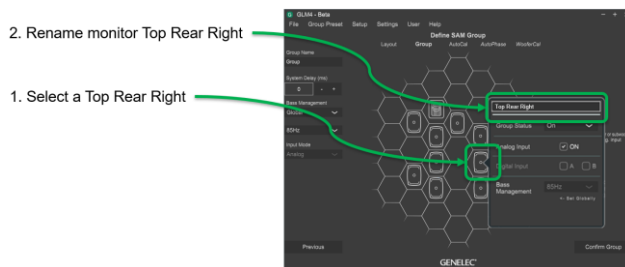 2. Rename monitor Top Rear Right
1. Select a Top Rear Right
GLM4 - Beta
File Group Preset Setup Settings User Help
Define SAM Group
Layout Group AutoCal AutoPhase WooferCal
Group Name
Group
System Delay (ms)
0 - +
Bass Management
Global
85Hz
Input Mode
Analog
Top Rear Right
Group Status On
Analog Input ON
Digital Input A B
Bass Management 85Hz
Previous
Confirm Group
GENELEC